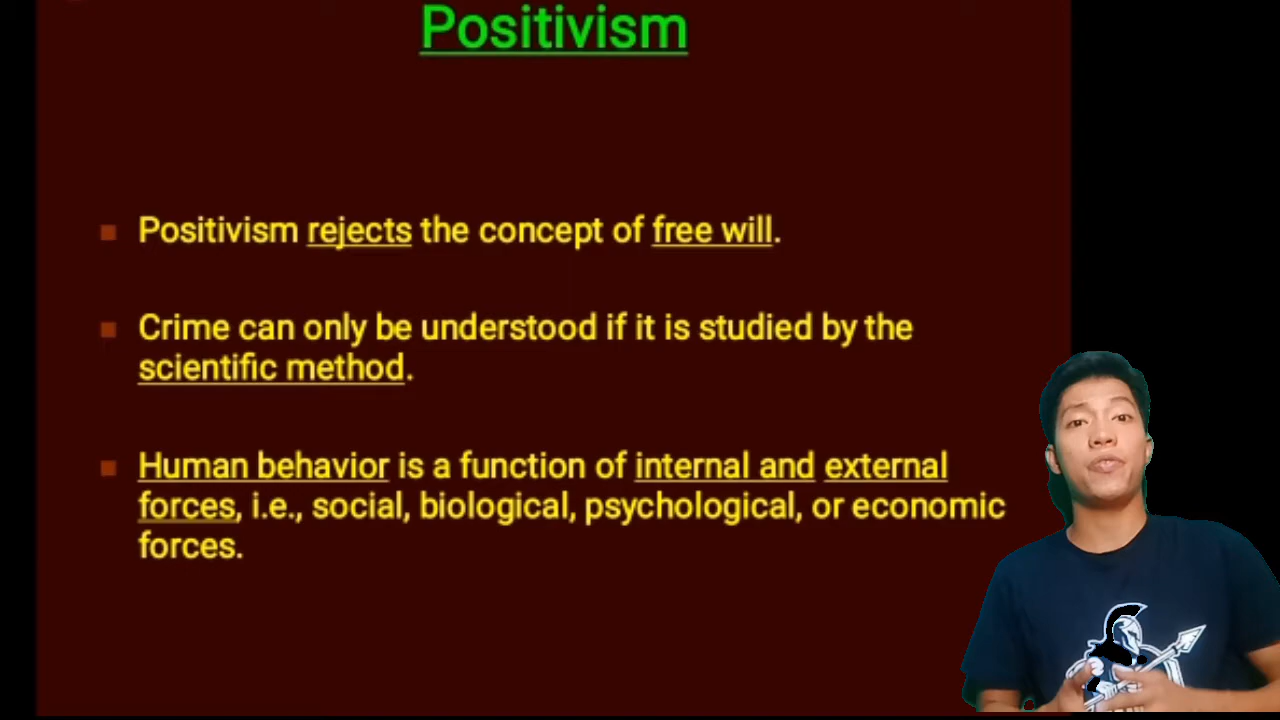 Positivism
Positivism rejects the concept of free will.
Crime can only be understood if it is studied by the
scientific method.
Human behavior is a function of internal and external
forces, i.e., social, biological, psychological, or economic
forces.